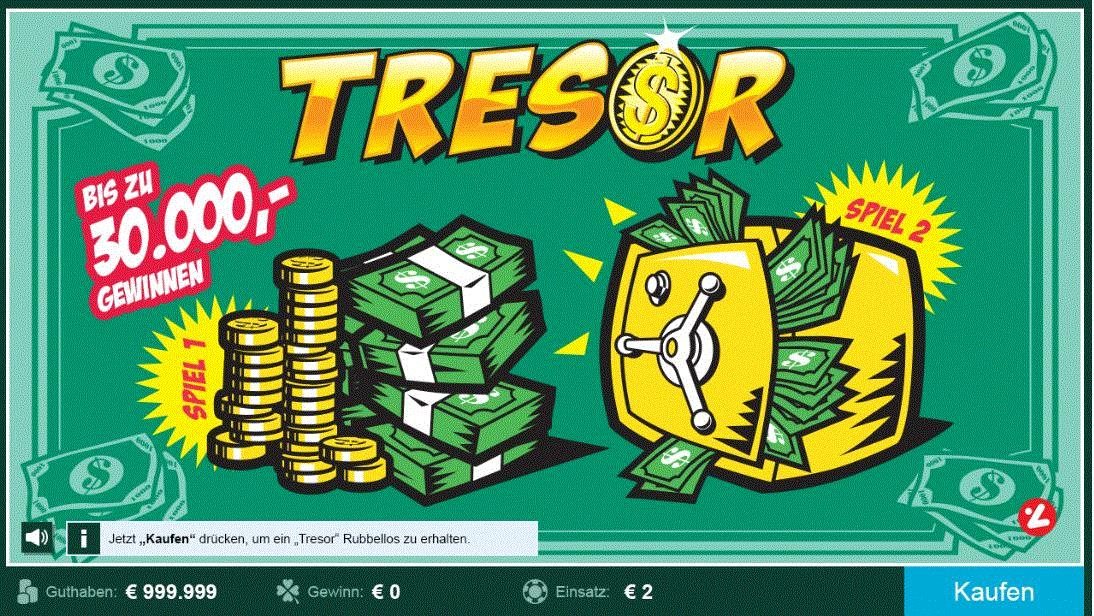 TRESOR
BIS ZU
30.000,-
GEWINNEN
SPIEL 1
SPIEL 2
Jetzt „Kaufen“ drücken, um ein „Tresor“ Rubbellos zu erhalten.
Guthaben: € 999.999
Gewinn: € 0
Einsatz: € 2
Kaufen